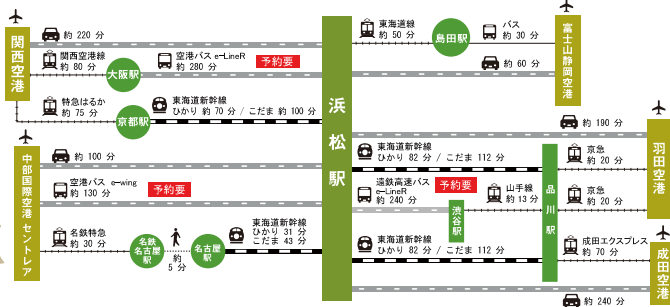 関西空港
約 220 分
関西空港線
約 80 分
大阪駅
空港バス e-LineR
約 280 分
予約要
特急はるか
約 75 分
京都駅
東海道新幹線
ひかり 約 70 分 / こだま 約 100 分
中部国際空港 セントレア
約 100 分
空港バス e-wing
約 130 分
予約要
名鉄特急
約 30 分
名鉄
名古屋
駅
約
5 分
名古屋
駅
東海道新幹線
ひかり 31 分
こだま 43 分
浜松駅
東海道線
約 50 分
島田駅
バス
約 30 分
富士山静岡空港
約 60 分
約 190 分
東海道新幹線
ひかり 82 分 / こだま 112 分
品川駅
京急
約 20 分
羽田空港
遠鉄高速バス
e-LineR
約 240 分
予約要
渋谷駅
山手線
約 13 分
京急
約 20 分
東海道新幹線
ひかり 82 分 / こだま 112 分
成田エクスプレス
約 70 分
成田空港
約 240 分